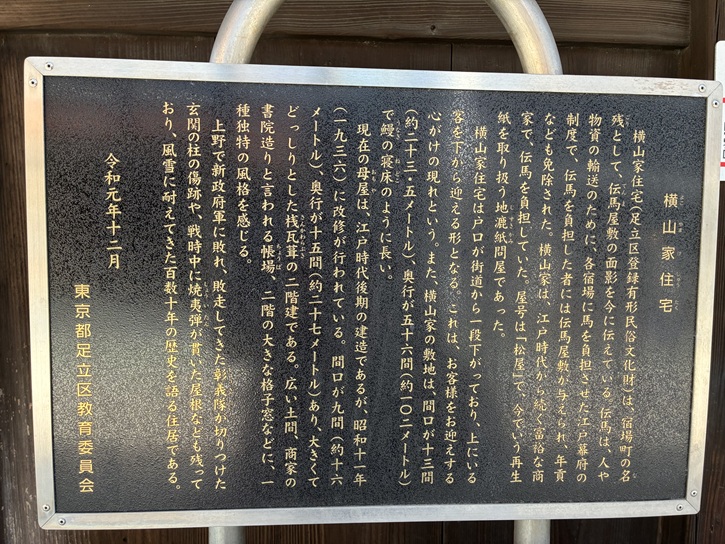 横山家住宅
横山家住宅（足立区登録有形民俗文化財）は、宿場町の名
残として、伝馬屋敷の面影を今に伝えている。伝馬は、人や
物資の輸送のために、各宿場に馬を負担させた江戸幕府の
制度で、伝馬を負担した者には伝馬屋敷が与えられ、年貢
なども免除された。横山家は、江戸時代から続く富裕な商
家で、伝馬を負担していた。屋号は「松屋」で、今でいう再生
紙を取り扱う地漉紙問屋であった。
横山家住宅は戸口が街道から一段下がっており、上にいる
客を下から迎える形となる。これは、お客様をお迎えする
心がけの現れという。また、横山家の敷地は、間口が十三間
（約二十三・五メートル）、奥行が五十六間（約一〇二メートル）
で鰻の寝床のように長い。
現在の母屋は、江戸時代後期の建造であるが、昭和十一年
（一九三六）に改修が行われている。間口が九間（約十六
メートル）、奥行が十五間（約二十七メートル）あり、大きくて
どっしりとした桟瓦葺の二階建である。広い土間、商家の
書院造りと言われる帳場、二階の大きな格子窓などに、一
種独特の風格を感じる。
上野で新政府軍に敗れ、敗走してきた彰義隊が切りつけた
玄関の柱の傷跡や、戦時中に焼夷弾が貫いた屋根なども残って
おり、風雪に耐えてきた百数十年の歴史を語る住居である。
令和元年十二月
東京都足立区教育委員会